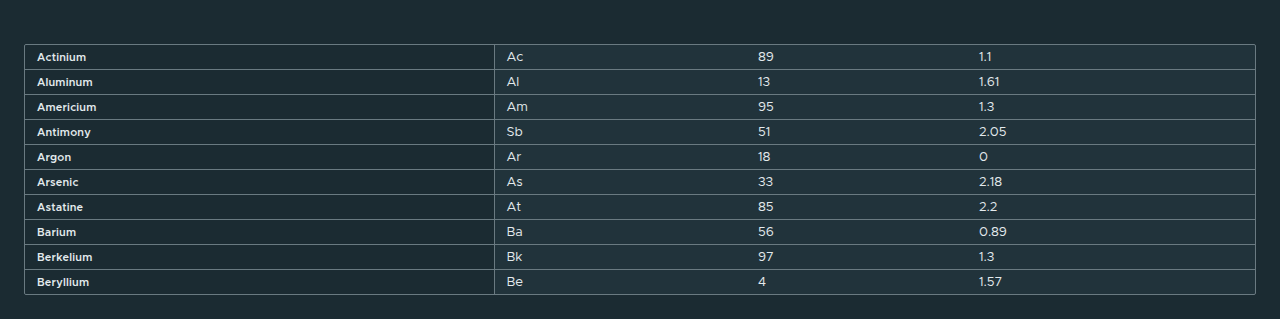 Actinium Ac 89 1.1
Aluminum Al 13 1.61
Americium Am 95 1.3
Antimony Sb 51 2.05
Argon Ar 18 0
Arsenic As 33 2.18
Astatine At 85 2.2
Barium Ba 56 0.89
Berkelium Bk 97 1.3
Beryllium Be 4 1.57